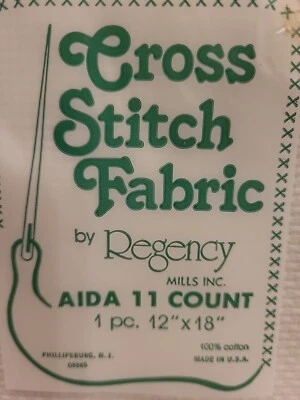 Cross
Stitch
Fabric
by Regency
MILLS INC.
AIDA 11 COUNT
1 pc. 12"x18"
100% cotton
PHILLIPSBURG, N.J.
MADE IN U.S.A.